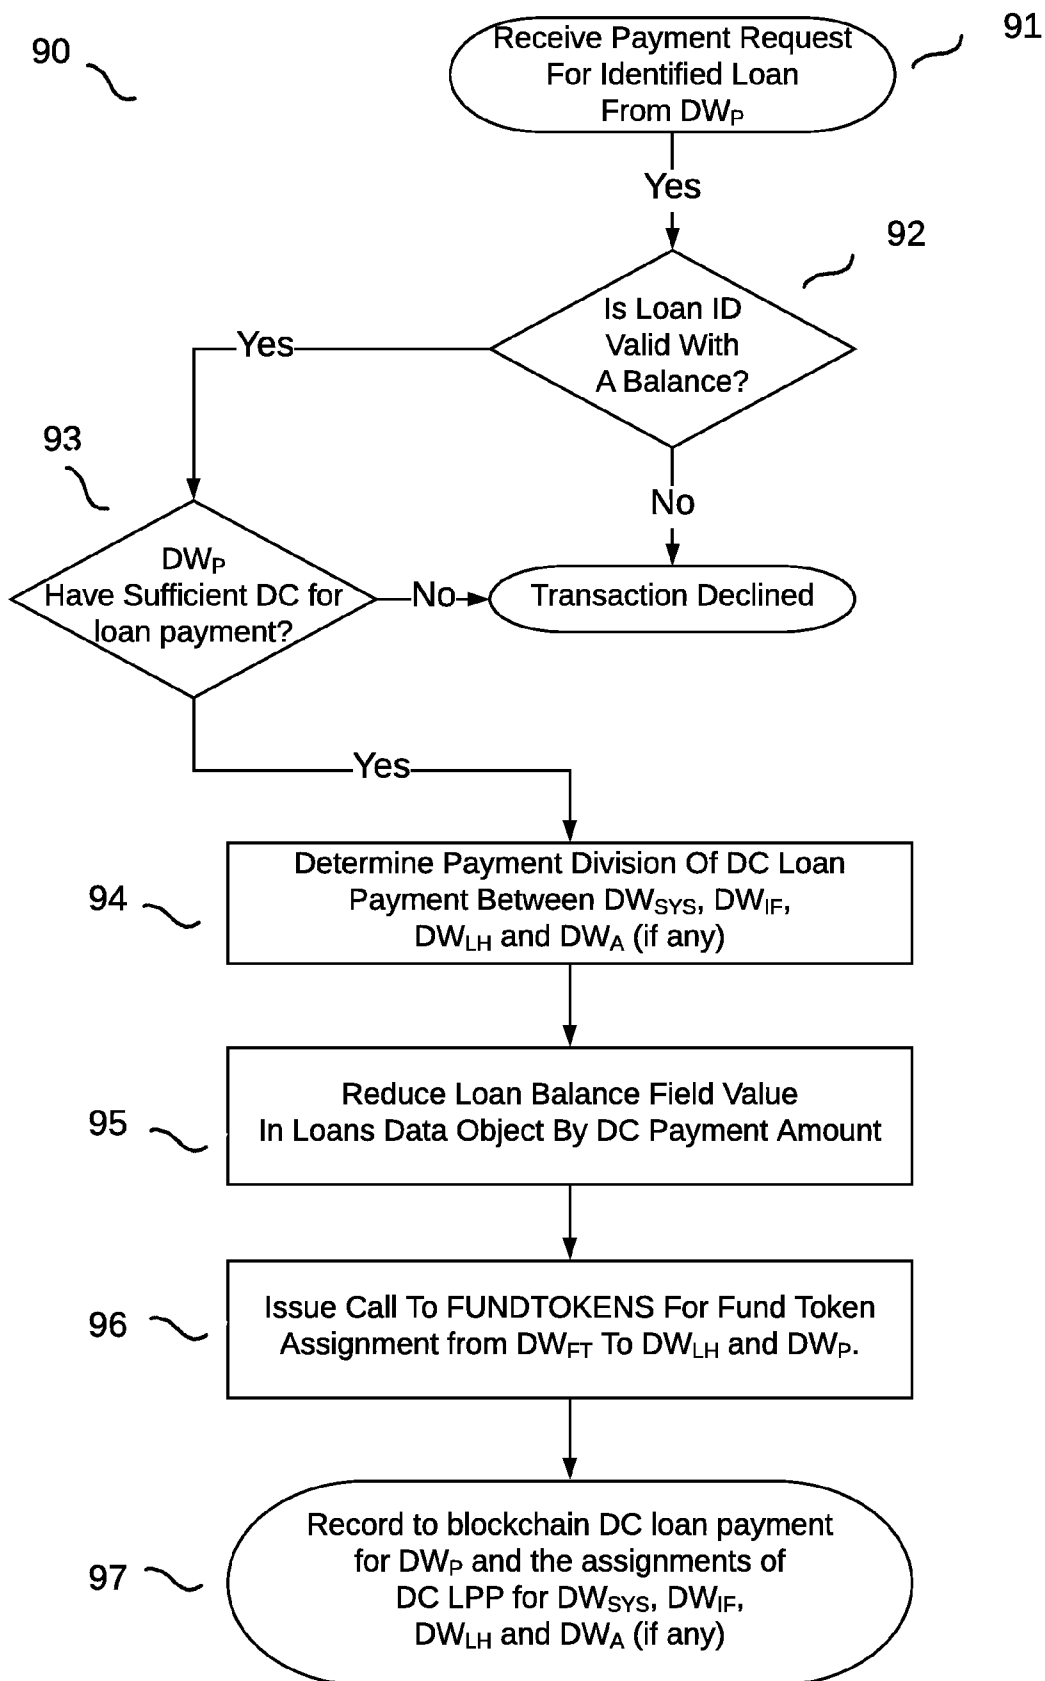 90
91
Receive Payment Request
For Identified Loan
From DWP
Yes
92
Is Loan ID
Valid With
A Balance?
Yes
No
93
DWP
Have Sufficient DC for
loan payment?
No
Transaction Declined
Yes
94
Determine Payment Division Of DC Loan
Payment Between DWSYS, DWIF,
DWLH and DWA (if any)
95
Reduce Loan Balance Field Value
In Loans Data Object By DC Payment Amount
96
Issue Call To FUNDTOKENS For Fund Token
Assignment from DWFT To DWLH and DWP.
97
Record to blockchain DC loan payment
for DWP and the assignments of
DC LPP for DWSYS, DWIF,
DWLH and DWA (if any)